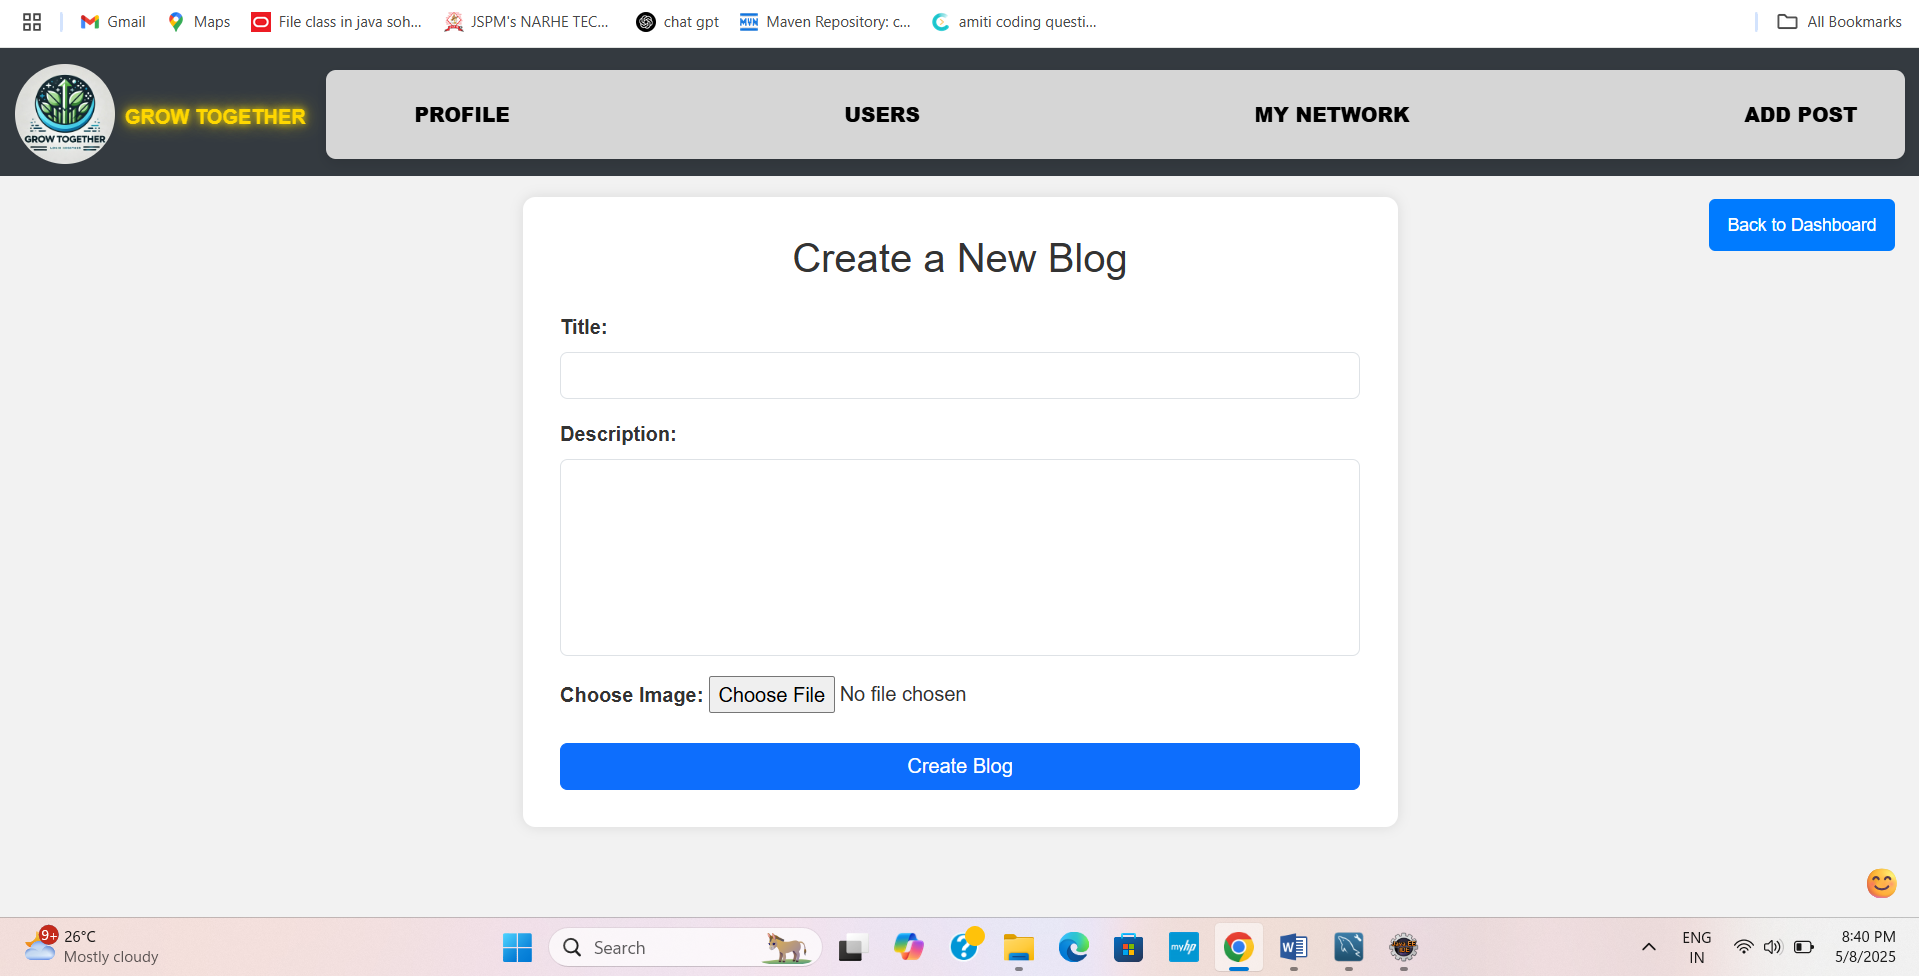 Gmail
Maps
File class in java soh...
JSPM's NARHE TEC...
chat gpt
MVN
Maven Repository: c...
amiti coding questi...
All Bookmarks
GROW TOGETHER
GROW TOGETHER
PROFILE
USERS
MY NETWORK
ADD POST
Back to Dashboard
Create a New Blog
Title:
Description:
Choose Image: Choose File No file chosen
Create Blog
9+
26°C
Mostly cloudy
Search
myhp
ENG
IN
8:40 PM
5/8/2025